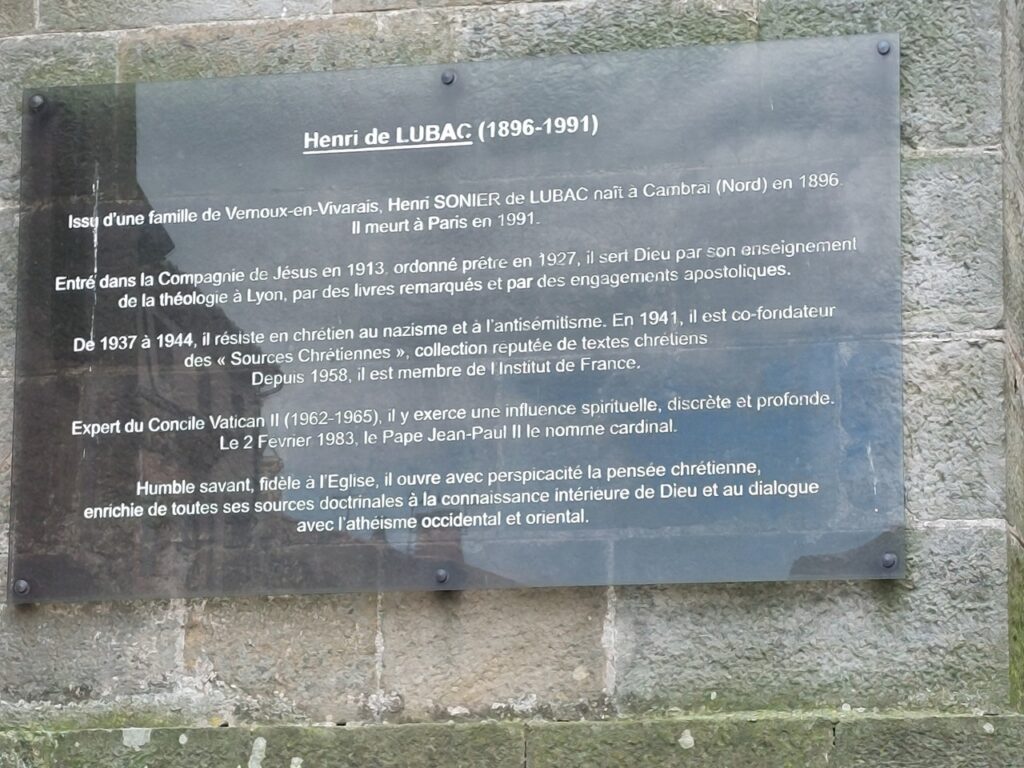 Henri de LUBAC (1896-1991)
Issu d'une famille de Vernoux-en-Vivarais, Henri SONIER de LUBAC naît à Cambrai (Nord) en 1896.
Il meurt à Paris en 1991.
Entré dans la Compagnie de Jésus en 1913, ordonné prêtre en 1927, il sert Dieu par son enseignement
de la théologie à Lyon, par des livres remarqués et par des engagements apostoliques.
De 1937 à 1944, il résiste en chrétien au nazisme et à l'antisémitisme. En 1941, il est co-fondateur
des « Sources Chrétiennes », collection réputée de textes chrétiens
Depuis 1958, il est membre de l'Institut de France.
Expert du Concile Vatican II (1962-1965), il y exerce une influence spirituelle, discrète et profonde.
Le 2 Février 1983, le Pape Jean-Paul II le nomme cardinal.
Humble savant, fidèle à l'Eglise, il ouvre avec perspicacité la pensée chrétienne,
enrichie de toutes ses sources doctrinales à la connaissance intérieure de Dieu et au dialogue
avec l'athéisme occidental et oriental.